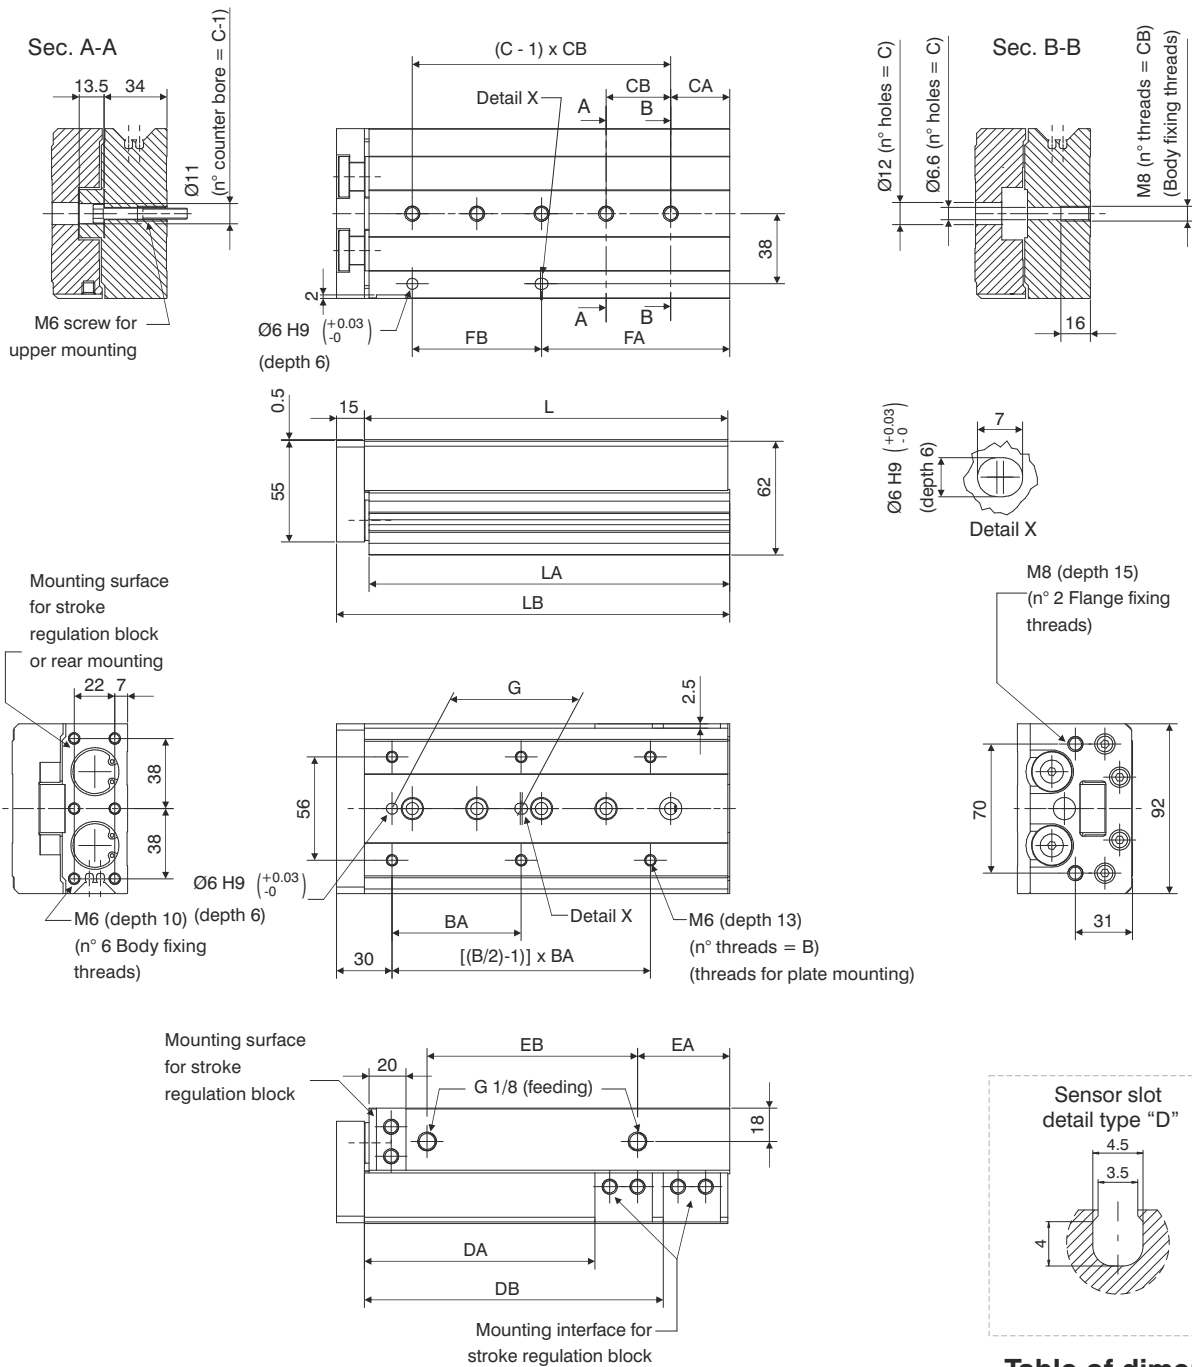 Sec. A-A
13.5
34
Ø11
(n° counter bore = C-1)
M6 screw for
upper mounting
(C - 1) x CB
CB
CA
Detail X
A
B
38
2
A
B
Ø6 H9 (+0.03 -0)
(depth 6)
FB
FA
Sec. B-B
Ø12 (n° holes = C)
Ø6.6 (n° holes = C)
M8 (n° threads = CB)
(Body fixing threads)
16
0.5
15
L
55
62
LA
LB
Ø6 H9 (+0.03 -0)
(depth 6)
7
Detail X
Mounting surface
for stroke
regulation block
or rear mounting
22
7
38
38
M6 (depth 10)
(n° 6 Body fixing
threads)
G
2.5
56
Ø6 H9 (+0.03 -0)
(depth 6)
BA
Detail X
30
[(B/2)-1)] x BA
M6 (depth 13)
(n° threads = B)
(threads for plate mounting)
M8 (depth 15)
(n° 2 Flange fixing
threads)
70
92
31
Mounting surface
for stroke
regulation block
20
EB
EA
G 1/8 (feeding)
18
DA
DB
Mounting interface for
stroke regulation block
Sensor slot
detail type “D”
4.5
3.5
4